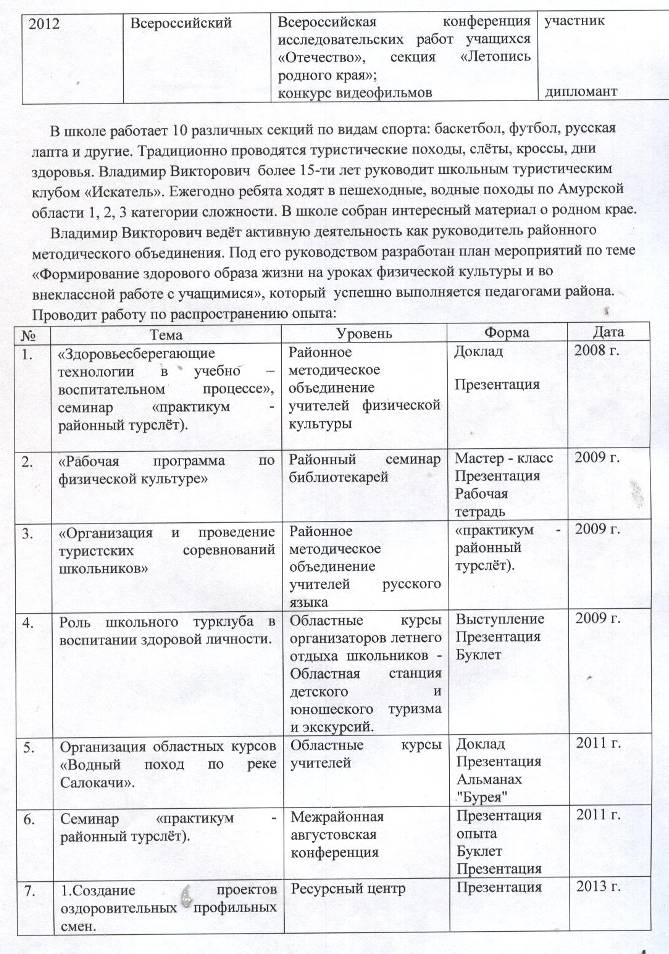 2012 Всероссийский Всероссийская конференция участник
исследовательских работ учащихся
«Отечество», секция «Летопись
родного края»;
конкурс видеофильмов дипломант
В школе работает 10 различных секций по видам спорта: баскетбол, футбол, русская
лапта и другие. Традиционно проводятся туристические походы, слёты, кроссы, дни
здоровья. Владимир Викторович более 15-ти лет руководит школьным туристическим
клубом «Искатель». Ежегодно ребята ходят в пешеходные, водные походы по Амурской
области 1, 2, 3 категории сложности. В школе собран интересный материал о родном крае.
Владимир Викторович ведёт активную деятельность как руководитель районного
методического объединения. Под его руководством разработан план мероприятий по теме
«Формирование здорового образа жизни на уроках физической культуры и во
внеклассной работе с учащимися», который успешно выполняется педагогами района.
Проводит работу по распространению опыта:
№ Тема Уровень Форма Дата
1. «Здоровьесберегающие Районное Доклад 2008 г.
технологии в учебно – методическое
воспитательном процессе», объединение Презентация
семинар «практикум - учителей физической
районный турслёт). культуры
2. «Рабочая программа по Районный семинар Мастер - класс 2009 г.
физической культуре» библиотекарей Презентация
Рабочая
тетрадь
3. «Организация и проведение Районное «практикум - 2009 г.
туристских соревнований методическое районный
школьников» объединение турслёт).
учителей русского
языка
4. Роль школьного турклуба в Областные курсы Выступление 2009 г.
воспитании здоровой личности. организаторов летнего Презентация
отдыха школьников - Буклет
Областная станция
детского и
юношеского туризма
и экскурсий.
5. Организация областных курсов Областные курсы Доклад 2011 г.
«Водный поход по реке учителей Презентация
Салокачи». Альманах
"Бурея"
6. Семинар «практикум - Межрайонная Презентация 2011 г.
районный турслёт). августовская опыта
конференция Буклет
Презентация
7. 1.Создание проектов Ресурсный центр Презентация 2013 г.
оздоровительных профильных
смен.